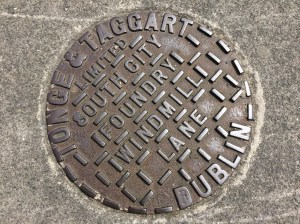 TONGE & TAGGART
LIMITED
SOUTH CITY
FOUNDRY
WINDMILL
LANE
DUBLIN